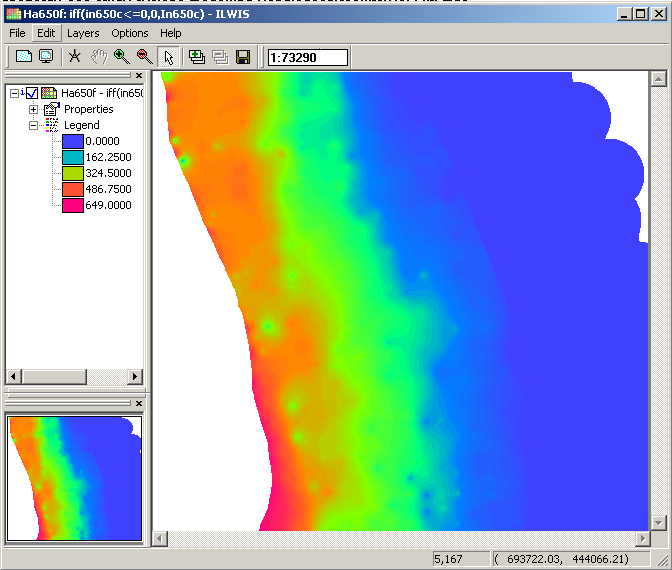 Ha650f: iff(in650c<=0,0,In650c) - ILWIS
File Edit Layers Options Help
1:73290
Ha650f - iff(in650
Properties
Legend
0.0000
162.2500
324.5000
486.7500
649.0000
5,167 ( 693722.03, 444066.21)